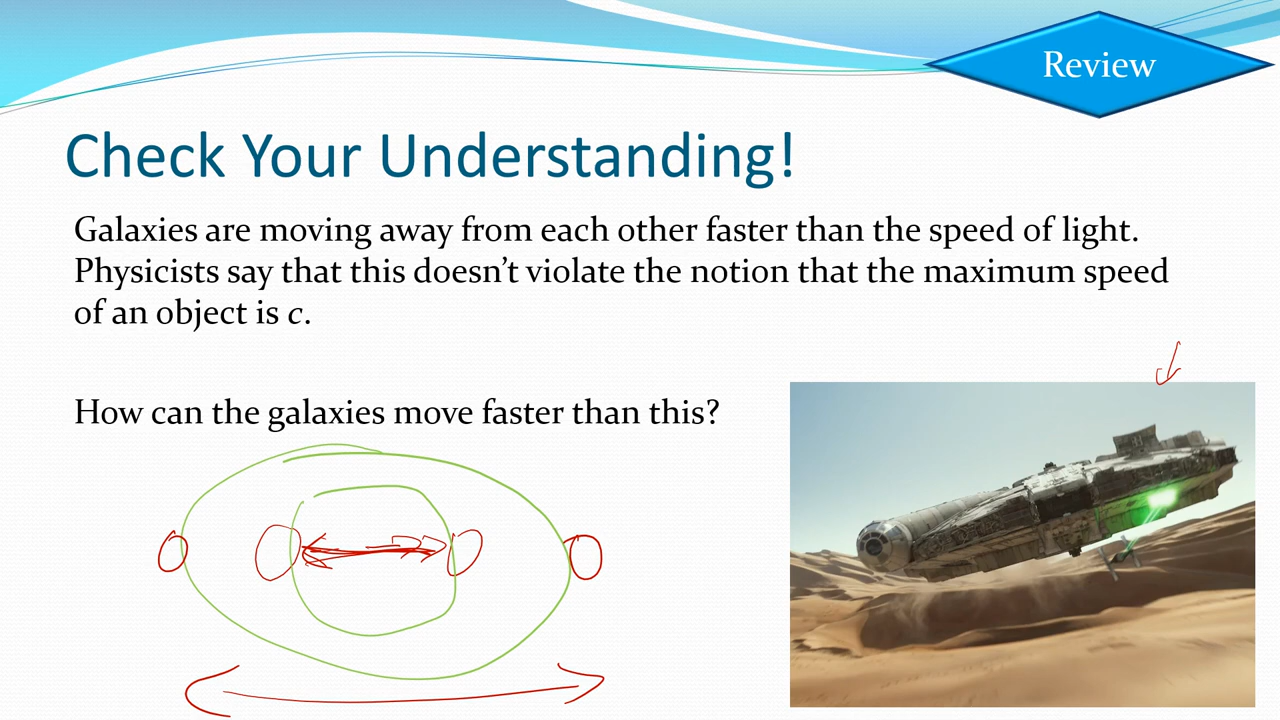 Review
Check Your Understanding!
Galaxies are moving away from each other faster than the speed of light.
Physicists say that this doesn’t violate the notion that the maximum speed
of an object is c.
How can the galaxies move faster than this?